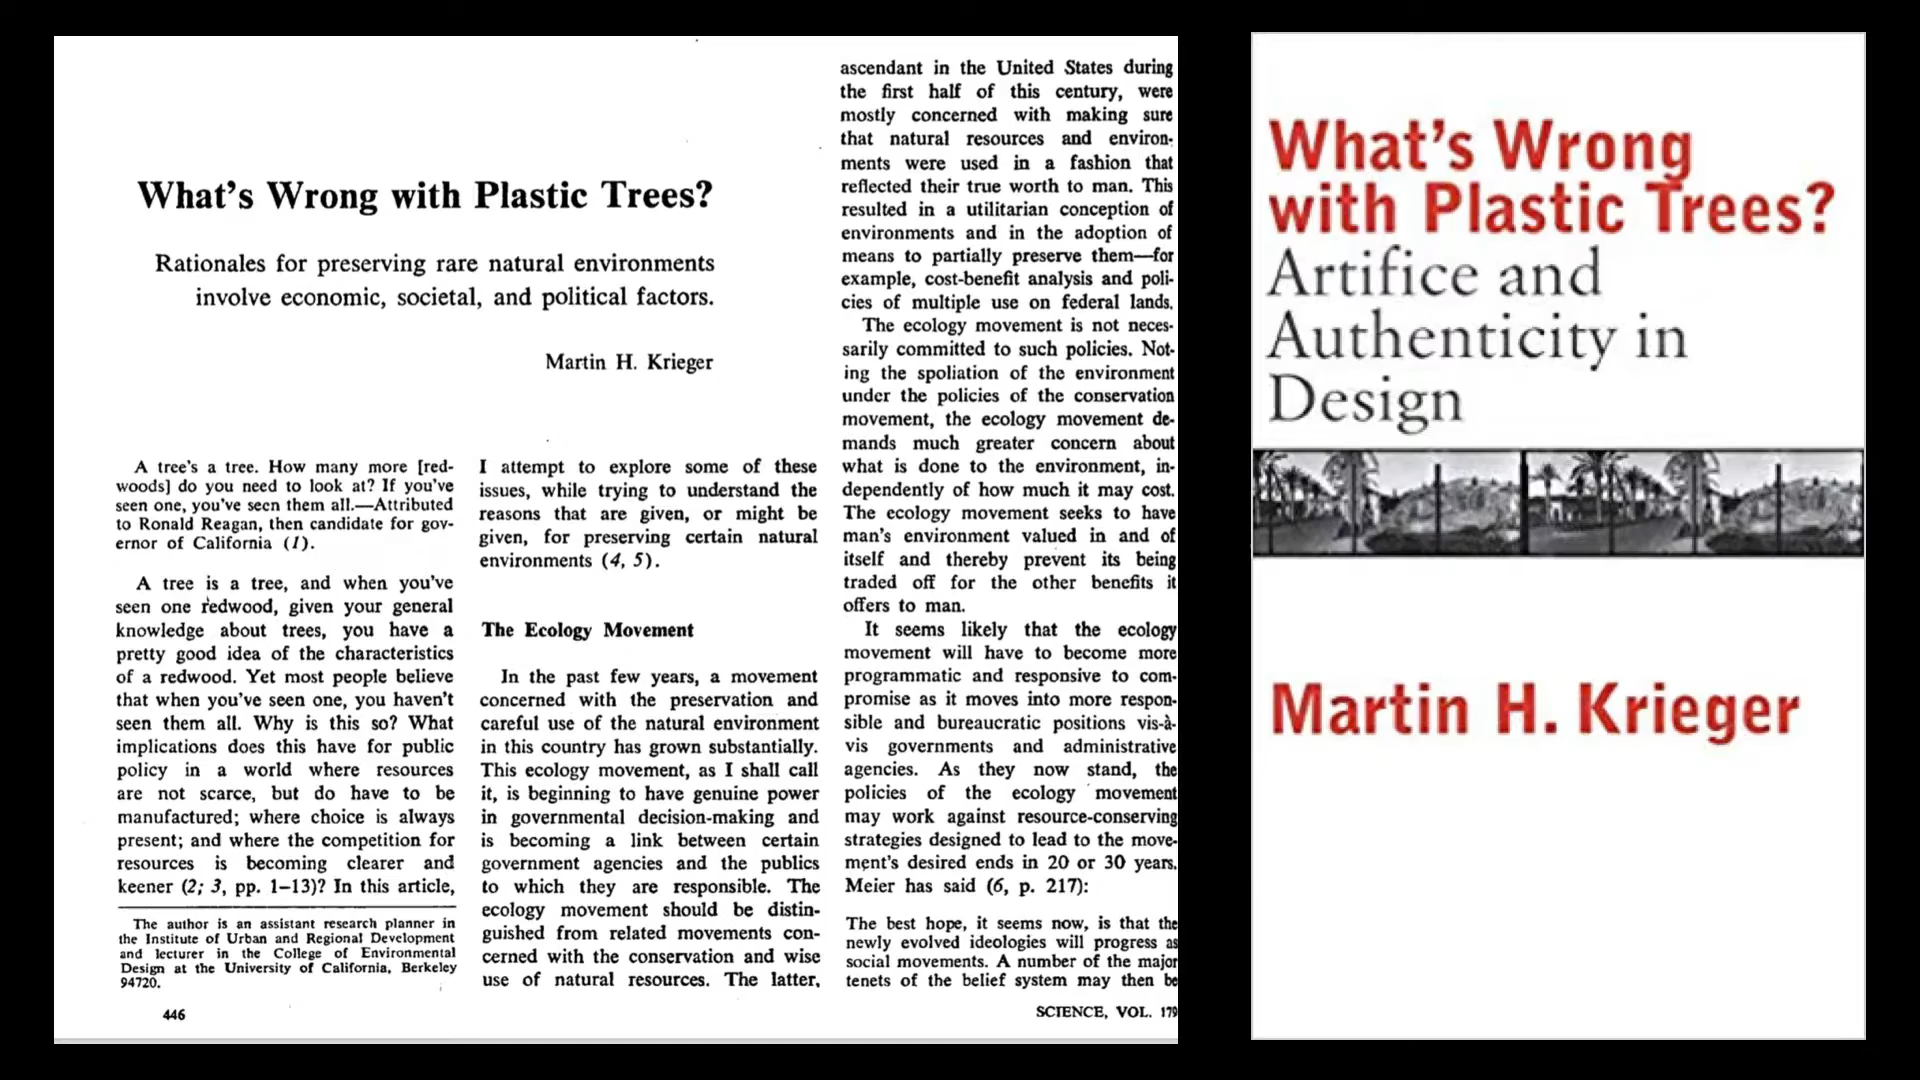 What's Wrong with Plastic Trees?
Rationales for preserving rare natural environments
involve economic, societal, and political factors.
Martin H. Krieger
A tree's a tree. How many more [red-
woods] do you need to look at? If you've
seen one, you've seen them all.—Attributed
to Ronald Reagan, then candidate for gov-
ernor of California (1).
A tree is a tree, and when you've
seen one redwood, given your general
knowledge about trees, you have a
pretty good idea of the characteristics
of a redwood. Yet most people believe
that when you've seen one, you haven't
seen them all. Why is this so? What
implications does this have for public
policy in a world where resources
are not scarce, but do have to be
manufactured; where choice is always
present; and where the competition for
resources is becoming clearer and
keener (2; 3, pp. 1–13)? In this article,
The author is an assistant research planner in
the Institute of Urban and Regional Development
and lecturer in the College of Environmental
Design at the University of California, Berkeley
94720.
446
I attempt to explore some of these
issues, while trying to understand the
reasons that are given, or might be
given, for preserving certain natural
environments (4, 5).
The Ecology Movement
In the past few years, a movement
concerned with the preservation and
careful use of the natural environment
in this country has grown substantially.
This ecology movement, as I shall call
it, is beginning to have genuine power
in governmental decision-making and
is becoming a link between certain
government agencies and the publics
to which they are responsible. The
ecology movement should be distin-
guished from related movements con-
cerned with the conservation and wise
use of natural resources. The latter,
ascendant in the United States during
the first half of this century, were
mostly concerned with making sure
that natural resources and environ-
ments were used in a fashion that
reflected their true worth to man. This
resulted in a utilitarian conception of
environments and in the adoption of
means to partially preserve them—for
example, cost-benefit analysis and poli-
cies of multiple use on federal lands.
The ecology movement is not neces-
sarily committed to such policies. Not-
ing the spoliation of the environment
under the policies of the conservation
movement, the ecology movement de-
mands much greater concern about
what is done to the environment, in-
dependently of how much it may cost.
The ecology movement seeks to have
man's environment valued in and of
itself and thereby prevent its being
traded off for the other benefits it
offers to man.
It seems likely that the ecology
movement will have to become more
programmatic and responsive to com-
promise as it moves into more respon-
sible and bureaucratic positions vis-à-
vis governments and administrative
agencies. As they now stand, the
policies of the ecology movement
may work against resource-conserving
strategies designed to lead to the move-
ment's desired ends in 20 or 30 years.
Meier has said (6, p. 217):
The best hope, it seems now, is that the
newly evolved ideologies will progress as
social movements. A number of the major
tenets of the belief system may then be
SCIENCE, VOL. 179
What's Wrong
with Plastic Trees?
Artifice and
Authenticity in
Design
Martin H. Krieger